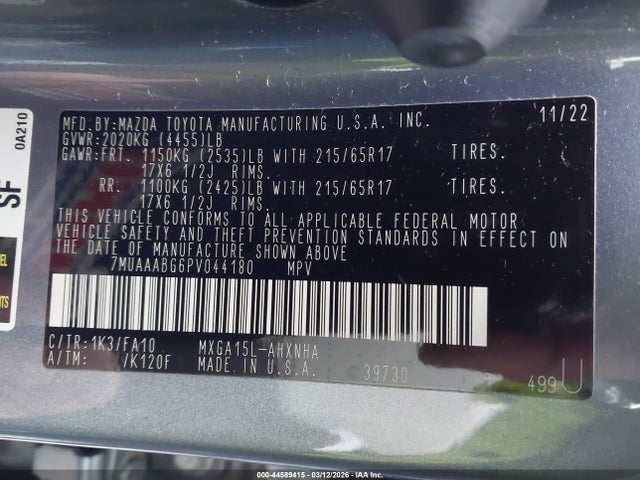 MFD.BY:MAZDA TOYOTA MANUFACTURING U.S.A. INC. 11/22
GVWR:2020KG (4455)LB
GAWR:FRT. 1150KG (2535)LB WITH 215/65R17 TIRES.
17X6 1/2J RIMS.
RR. 1100KG (2425)LB WITH 215/65R17 TIRES.
17X6 1/2J RIMS.
THIS VEHICLE CONFORMS TO ALL APPLICABLE FEDERAL MOTOR
VEHICLE SAFETY AND THEFT PREVENTION STANDARDS IN EFFECT ON
THE DATE OF MANUFACTURE SHOWN ABOVE
7MUAAABG6PV044180 MPV
C/TR:1K3/FA10 MXGA15L-AHXNHA
A/TM: /K120F MADE IN U.S.A. 39730
499U
0A210
SF
000-44589415 - 03/12/2026 - IAA Inc.